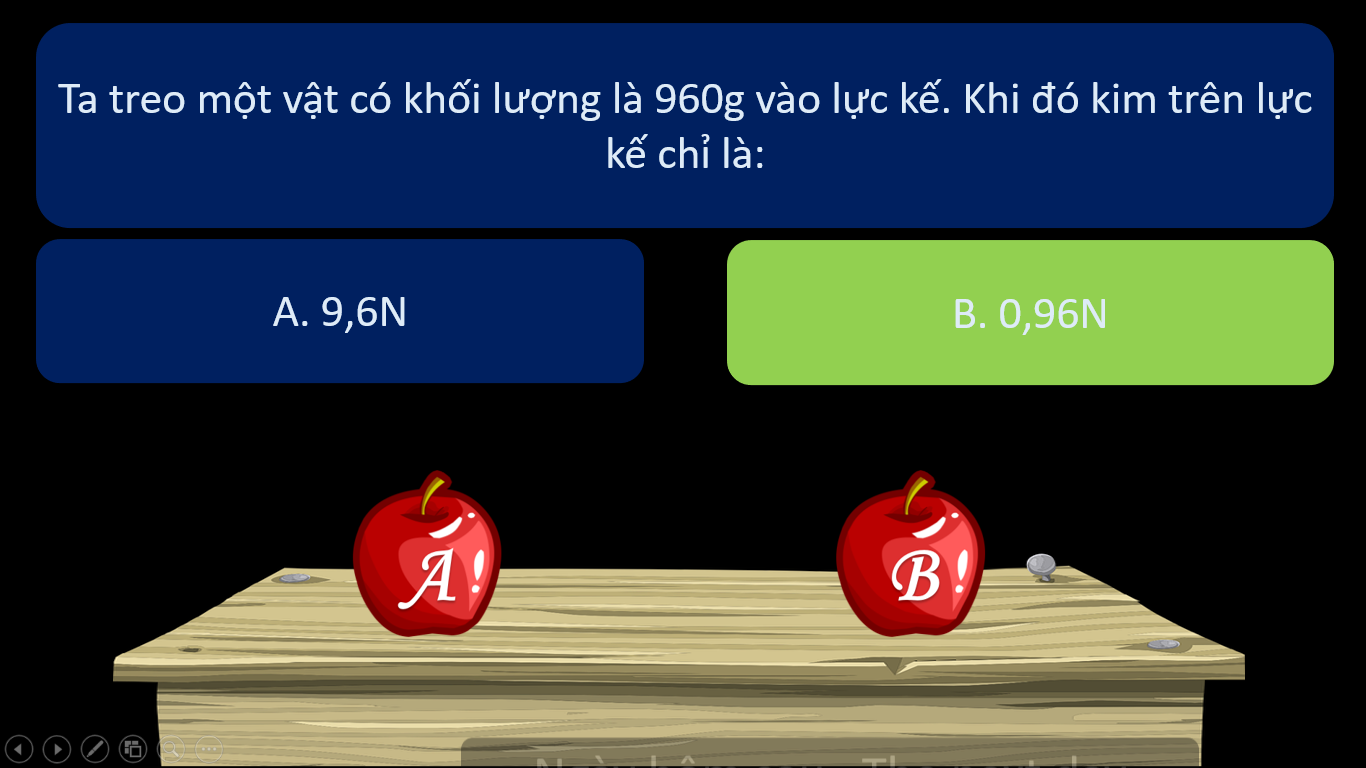 Ta treo một vật có khối lượng là 960g vào lực kế. Khi đó kim trên lực
kế chỉ là:
A. 9,6N
B. 0,96N
A
B